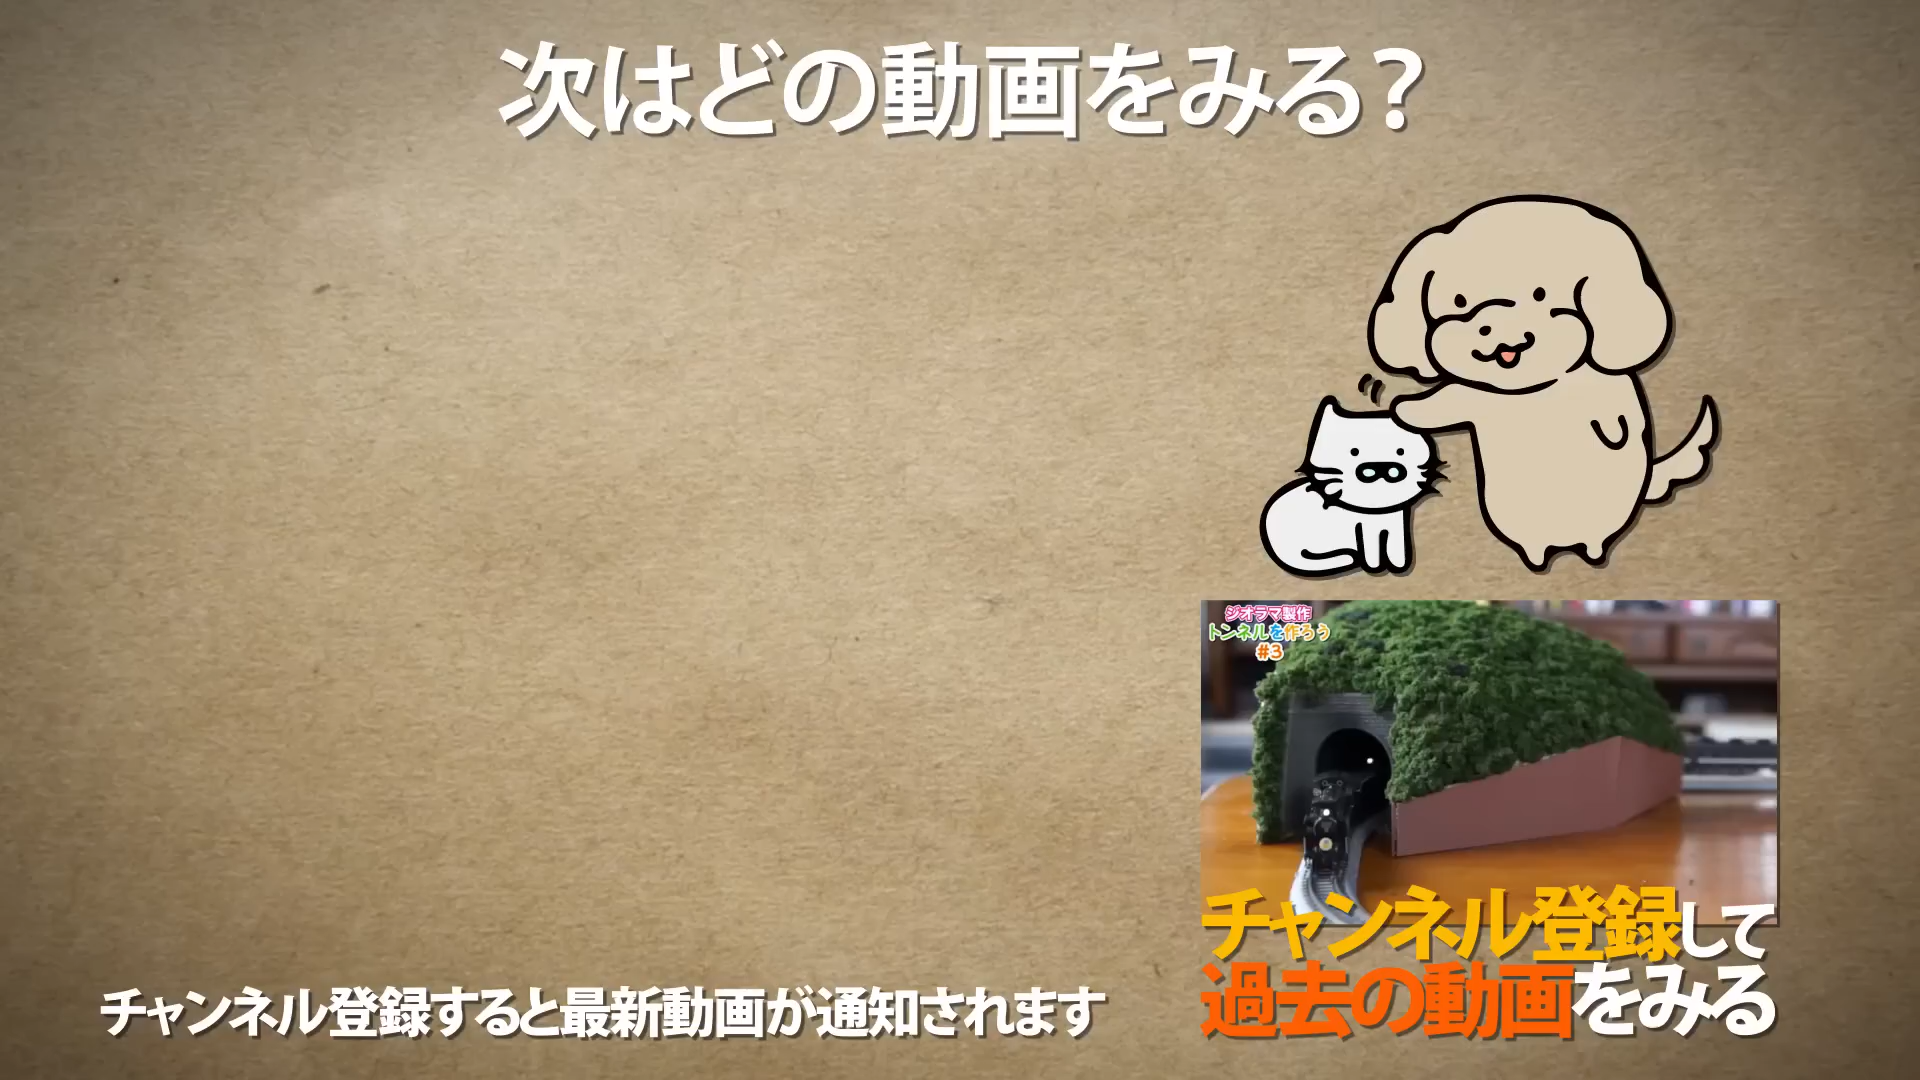 次はどの動画をみる？
ジオラマ製作
トンネルを作ろう
#3
チャンネル登録して
過去の動画をみる
チャンネル登録すると最新動画が通知されます